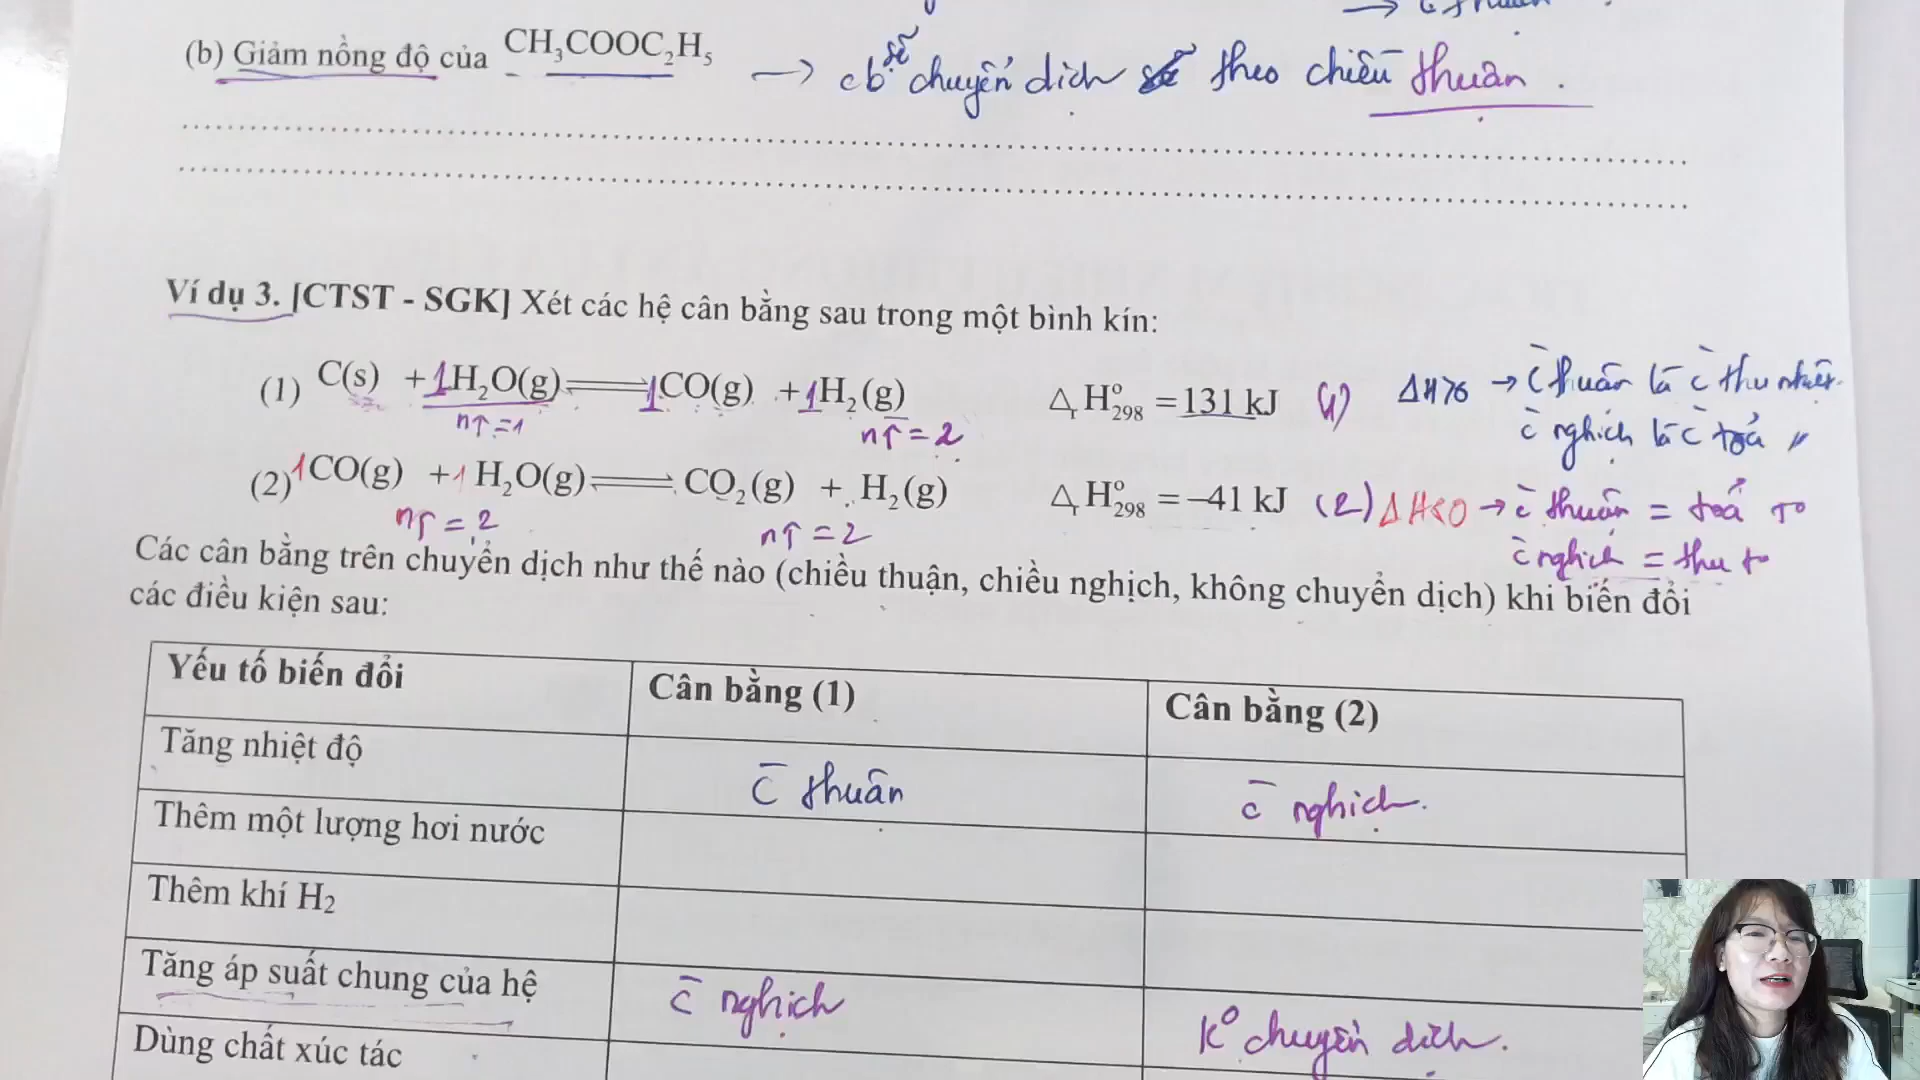 (b) Giảm nồng độ của CH₃COOC₂H₅ → cb sẽ chuyển dịch theo chiều thuận.
Ví dụ 3. [CTST - SGK] Xét các hệ cân bằng sau trong một bình kín:
(1) C(s) + 1H₂O(g) ⇌ 1CO(g) + 1H₂(g) ΔᵣH°₂₉₈ = 131 kJ (1) ΔH>0 → c̄ thuận là c̄ thu nhiệt.
n↑ = 1 n↑ = 2 c̄ nghịch là c̄ toả "
(2) 1CO(g) + 1H₂O(g) ⇌ CO₂(g) + H₂(g) ΔᵣH°₂₉₈ = –41 kJ (2) ΔH<0 → c̄ thuận = toả to
n↑ = 2 n↑ = 2 c̄ nghịch = thu to
Các cân bằng trên chuyển dịch như thế nào (chiều thuận, chiều nghịch, không chuyển dịch) khi biến đổi
các điều kiện sau:
Yếu tố biến đổi Cân bằng (1) Cân bằng (2)
Tăng nhiệt độ c̄ thuận c̄ nghịch.
Thêm một lượng hơi nước
Thêm khí H₂
Tăng áp suất chung của hệ c̄ nghịch K° chuyển dịch.
Dùng chất xúc tác